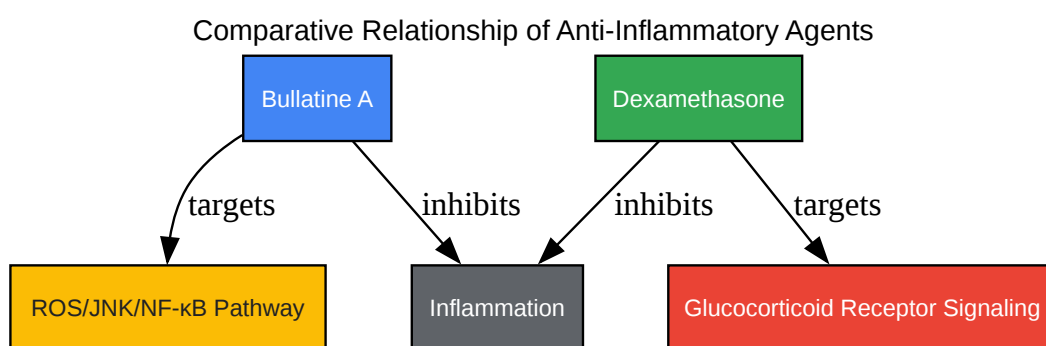 Comparative Relationship of Anti-Inflammatory Agents
Bullatine A
Dexamethasone
targets
inhibits
inhibits
targets
ROS/JNK/NF-κB Pathway
Inflammation
Glucocorticoid Receptor Signaling